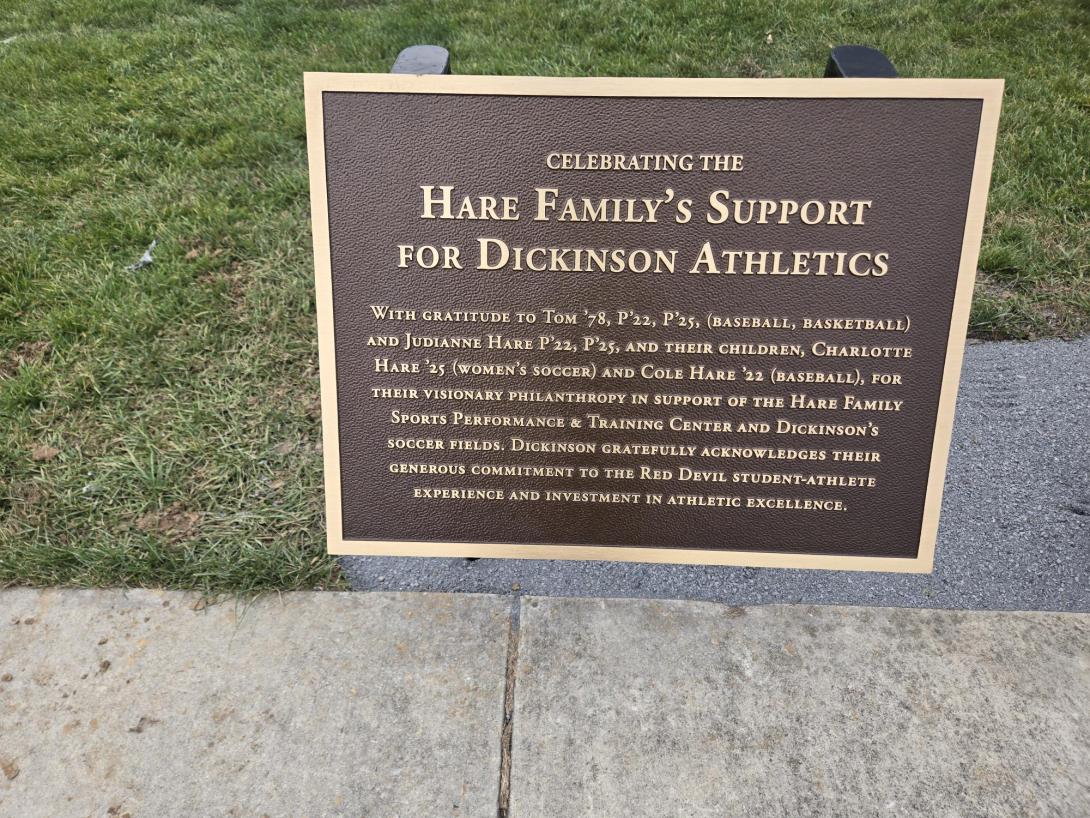 CELEBRATING THE
HARE FAMILY'S SUPPORT
FOR DICKINSON ATHLETICS
WITH GRATITUDE TO TOM '78, P'22, P'25, (BASEBALL, BASKETBALL)
AND JUDIANNE HARE P'22, P'25, AND THEIR CHILDREN, CHARLOTTE
HARE '25 (WOMEN'S SOCCER) AND COLE HARE '22 (BASEBALL), FOR
THEIR VISIONARY PHILANTHROPY IN SUPPORT OF THE HARE FAMILY
SPORTS PERFORMANCE & TRAINING CENTER AND DICKINSON'S
SOCCER FIELDS. DICKINSON GRATEFULLY ACKNOWLEDGES THEIR
GENEROUS COMMITMENT TO THE RED DEVIL STUDENT-ATHLETE
EXPERIENCE AND INVESTMENT IN ATHLETIC EXCELLENCE.